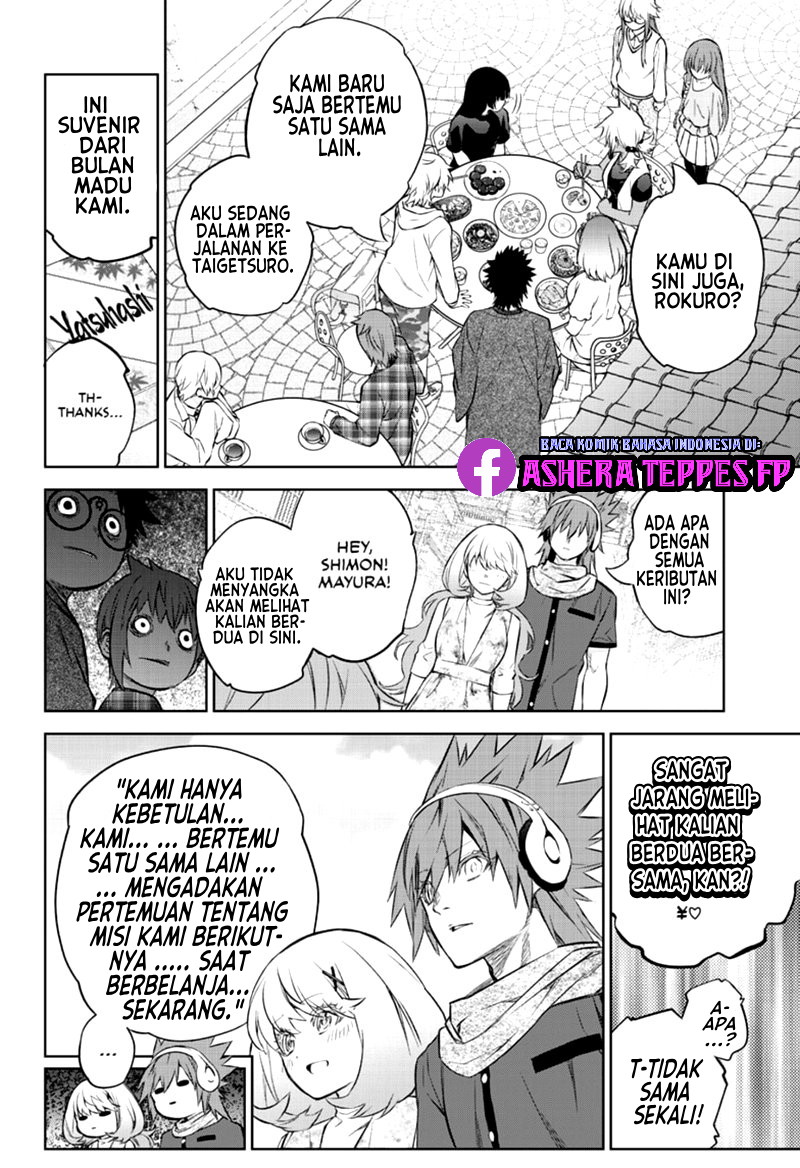 KAMU DI
SINI JUGA,
ROKURO?
KAMI BARU
SAJA BERTEMU
SATU SAMA
LAIN.
AKU SEDANG
DALAM PER-
JALANAN KE
TAIGETSURO.
INI
SUVENIR
DARI
BULAN
MADU
KAMI.
Yatsuhashi
TH-
THANKS...
BACA KOMIK BAHASA INDONESIA DI:
f ASHERA TEPPES FP
ADA APA
DENGAN
SEMUA
KERIBUTAN
INI?
HEY,
SHIMON!
MAYURA!
AKU TIDAK
MENYANGKA
AKAN MELIHAT
KALIAN BER-
DUA DI SINI.
SANGAT
JARANG MELI-
HAT KALIAN
BERDUA BER-
SAMA, KAN?!
¥♡
A-
APA
...?
T-TIDAK
SAMA
SEKALI!
"KAMI HANYA
KEBETULAN...
KAMI... ... BERTEMU
SATU SAMA LAIN ...
... MENGADAKAN
PERTEMUAN TENTANG
MISI KAMI BERIKUT-
NYA ..... SAAT
BERBELANJA...
SEKARANG."
...